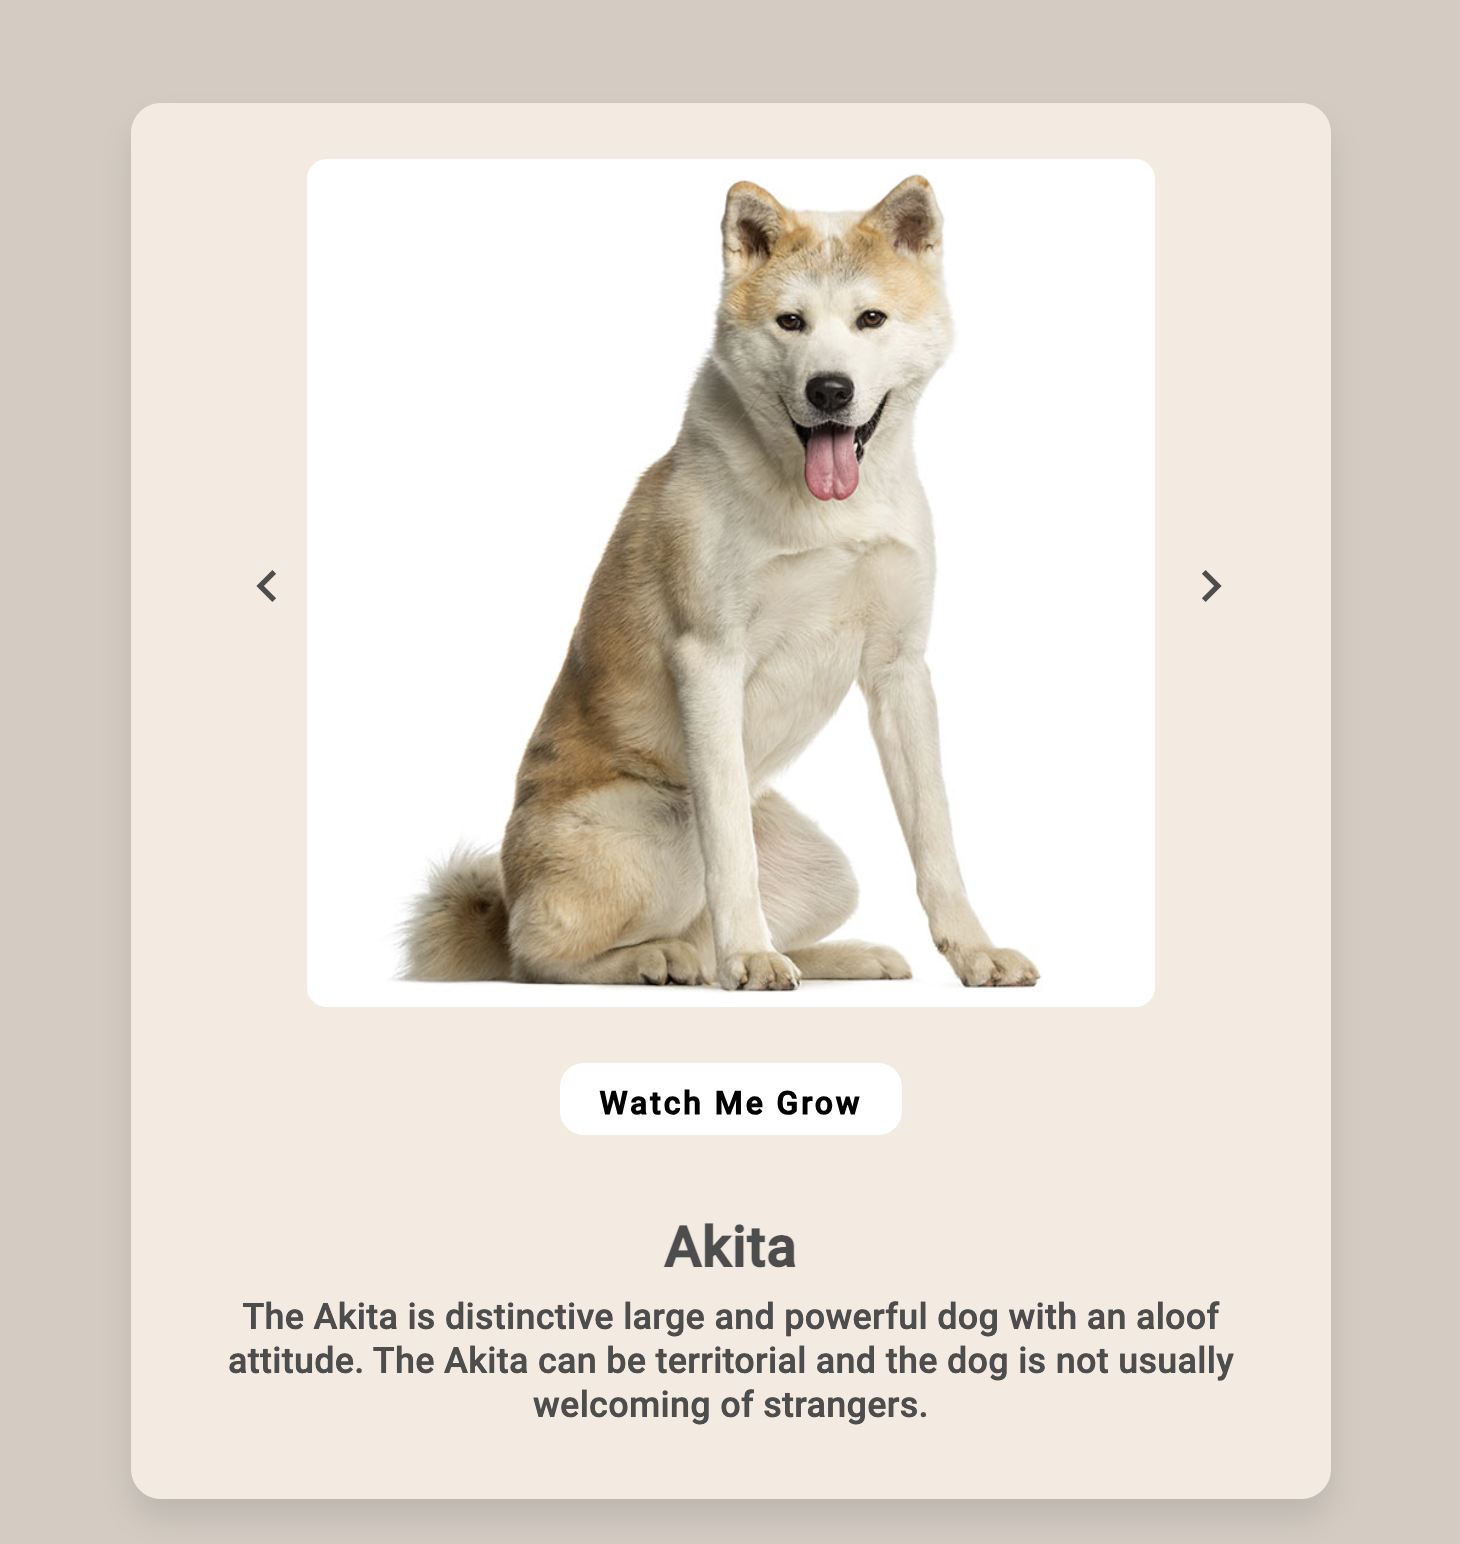 Watch Me Grow
Akita
The Akita is distinctive large and powerful dog with an aloof
attitude. The Akita can be territorial and the dog is not usually
welcoming of strangers.